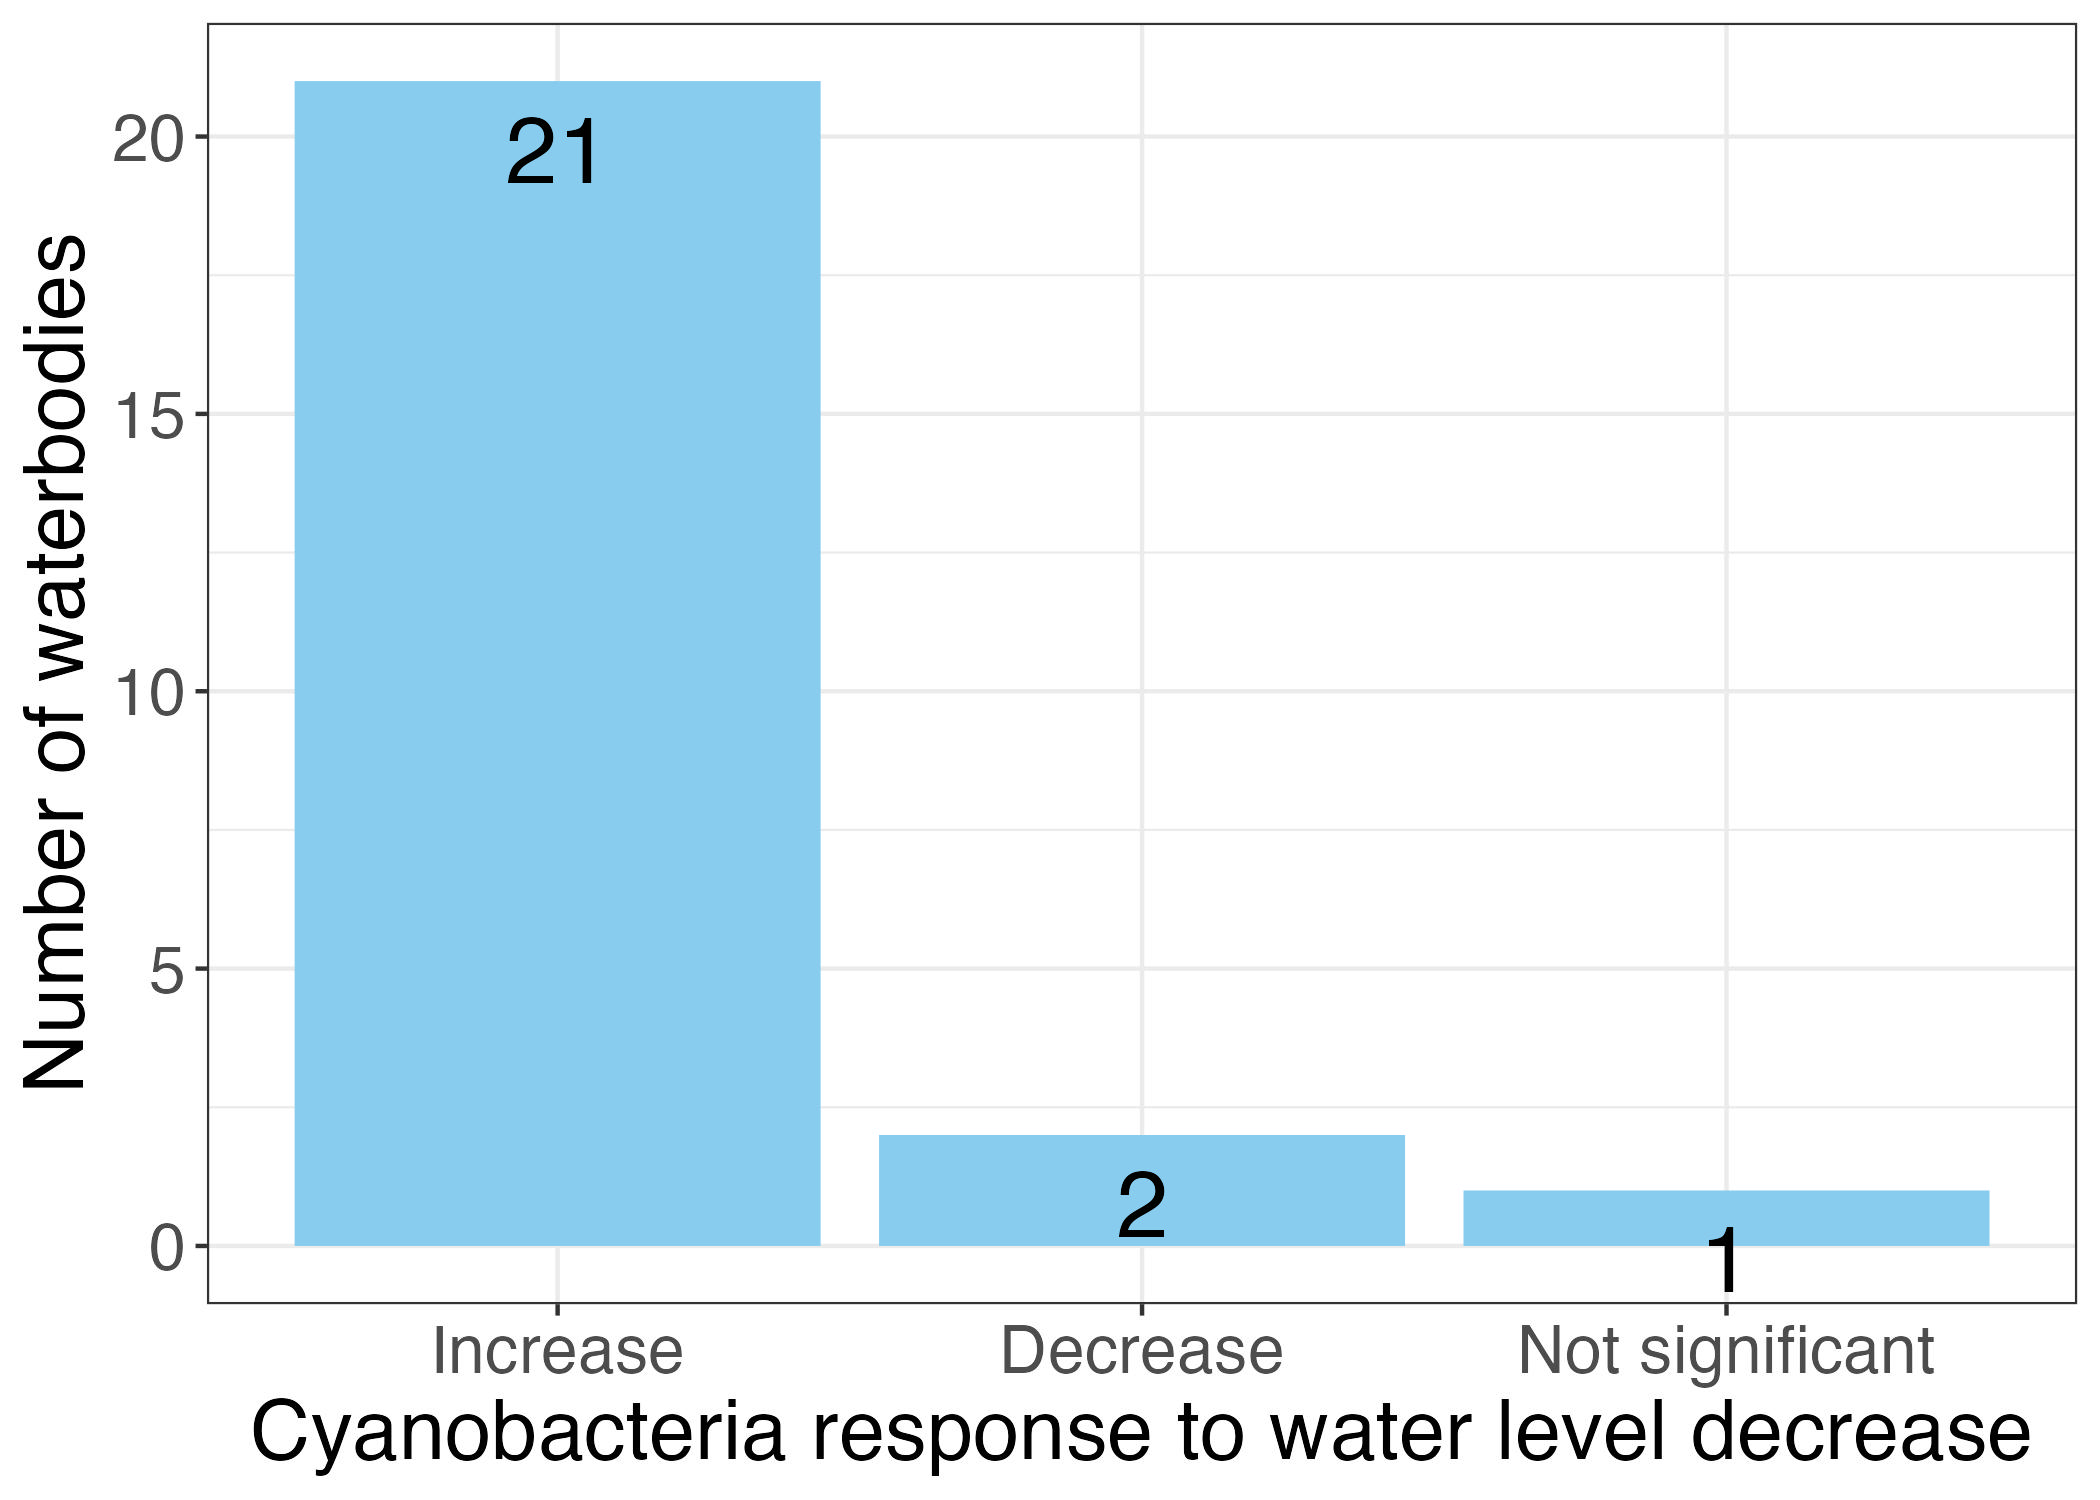 Number of waterbodies
20
15
10
5
0
21
2
1
Increase Decrease Not significant
Cyanobacteria response to water level decrease